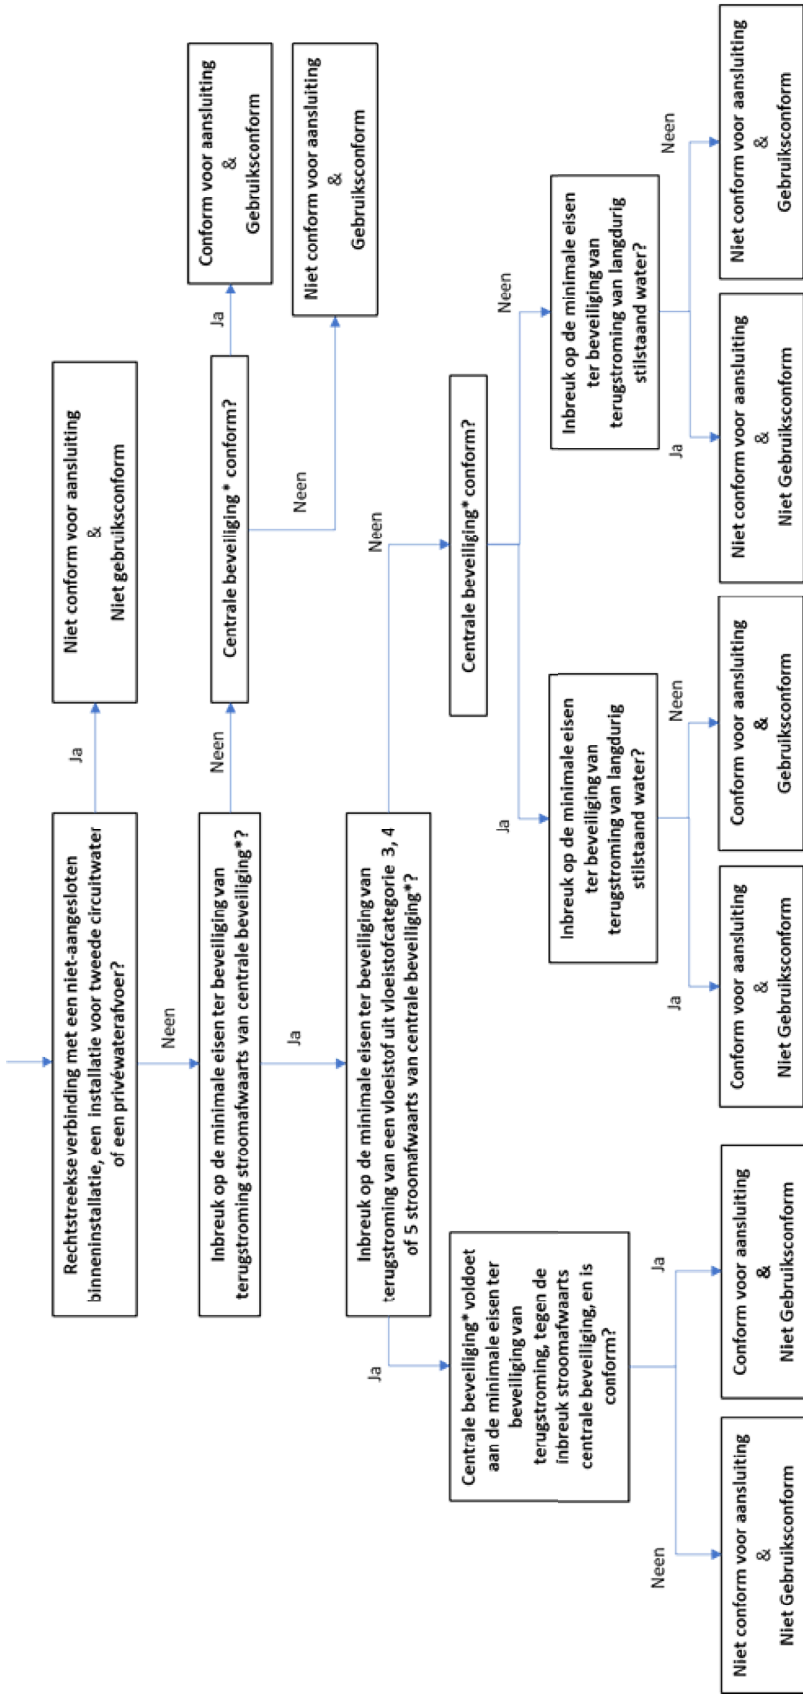 Rechtstreekse verbinding met een niet-aangesloten
binneninstallatie, een installatie voor tweede circuitwater
of een privéwaterafvoer?
Ja
Niet conform voor aansluiting
&
Niet gebruiksconform
Neen
Inbreuk op de minimale eisen ter beveiliging van
terugstroming stroomafwaarts van centrale beveiliging*?
Neen
Centrale beveiliging* conform?
Ja
Conform voor aansluiting
&
Gebruiksconform
Neen
Niet conform voor aansluiting
&
Gebruiksconform
Ja
Inbreuk op de minimale eisen ter beveiliging van
terugstroming van een vloeistof uit vloeistofcategorie 3, 4
of 5 stroomafwaarts van centrale beveiliging*?
Ja
Neen
Centrale beveiliging* voldoet
aan de minimale eisen ter
beveiliging van
terugstroming, tegen de
inbreuk stroomafwaarts
centrale beveiliging, en is
conform?
Centrale beveiliging* conform?
Ja
Neen
Inbreuk op de minimale eisen
ter beveiliging van
terugstroming van langdurig
stilstaand water?
Inbreuk op de minimale eisen
ter beveiliging van
terugstroming van langdurig
stilstaand water?
Neen
Ja
Ja
Neen
Ja
Neen
Niet conform voor aansluiting
&
Niet Gebruiksconform
Conform voor aansluiting
&
Niet Gebruiksconform
Conform voor aansluiting
&
Niet Gebruiksconform
Conform voor aansluiting
&
Gebruiksconform
Niet conform voor aansluiting
&
Niet Gebruiksconform
Niet conform voor aansluiting
&
Gebruiksconform